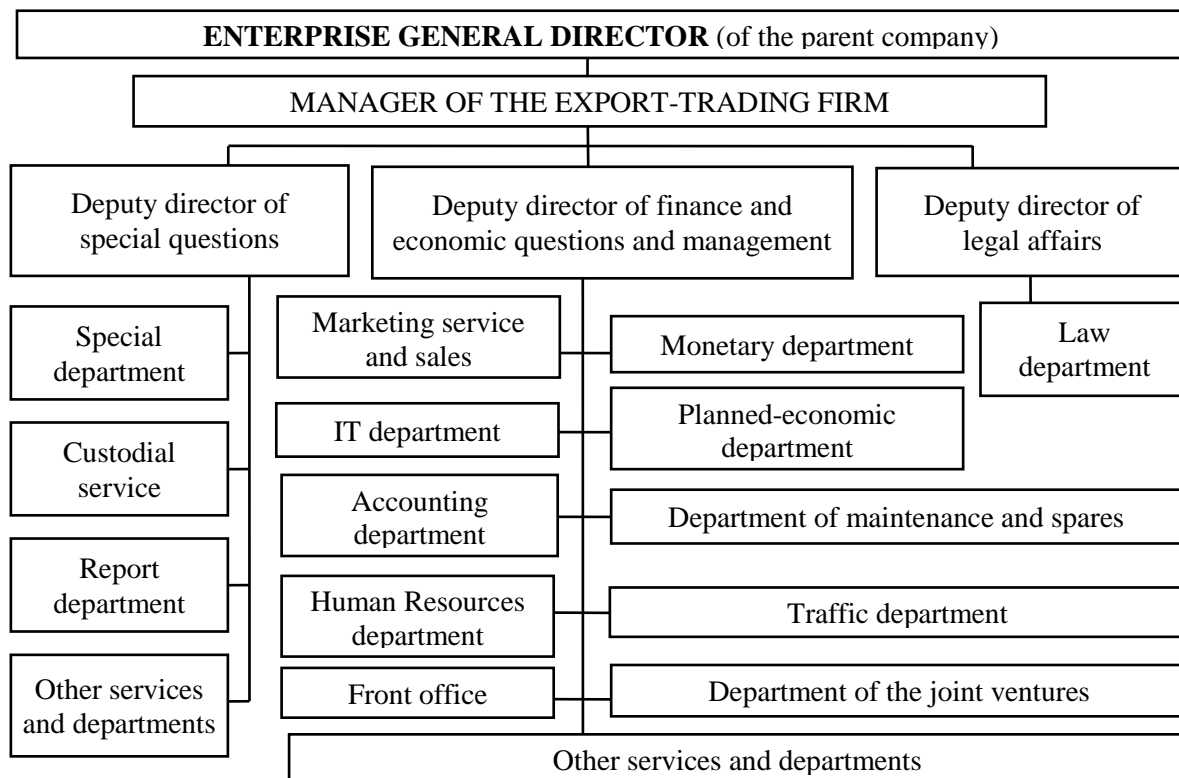 ENTERPRISE GENERAL DIRECTOR (of the parent company)
MANAGER OF THE EXPORT-TRADING FIRM
Deputy director of
special questions
Deputy director of finance and
economic questions and management
Deputy director of
legal affairs
Special
department
Custodial
service
Report
department
Other services
and departments
Marketing service
and sales
Monetary department
IT department
Planned-economic
department
Accounting
department
Department of maintenance and spares
Human Resources
department
Traffic department
Front office
Department of the joint ventures
Other services and departments
Law
department